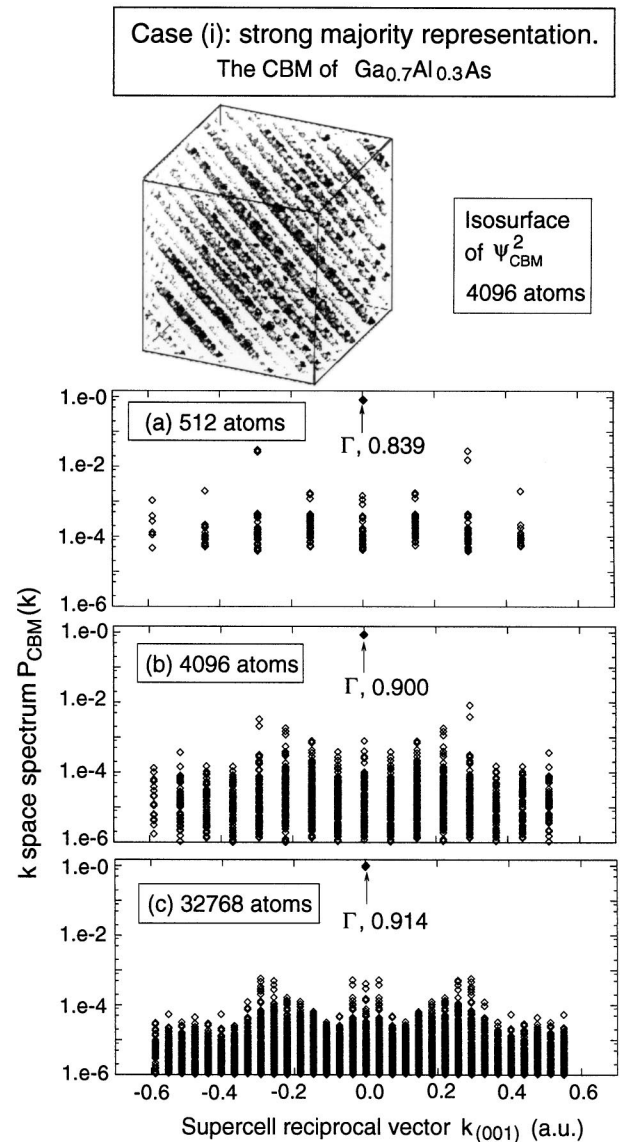 Case (i): strong majority representation.
The CBM of Ga0.7Al0.3As
Isosurface
of ψ²CBM
4096 atoms
k space spectrum PCBM(k)
1.e-0
(a) 512 atoms
Γ, 0.839
1.e-2
1.e-4
1.e-6
1.e-0
(b) 4096 atoms
Γ, 0.900
1.e-2
1.e-4
1.e-6
1.e-0
(c) 32768 atoms
Γ, 0.914
1.e-2
1.e-4
1.e-6
-0.6 -0.4 -0.2 0.0 0.2 0.4 0.6
Supercell reciprocal vector k(001) (a.u.)